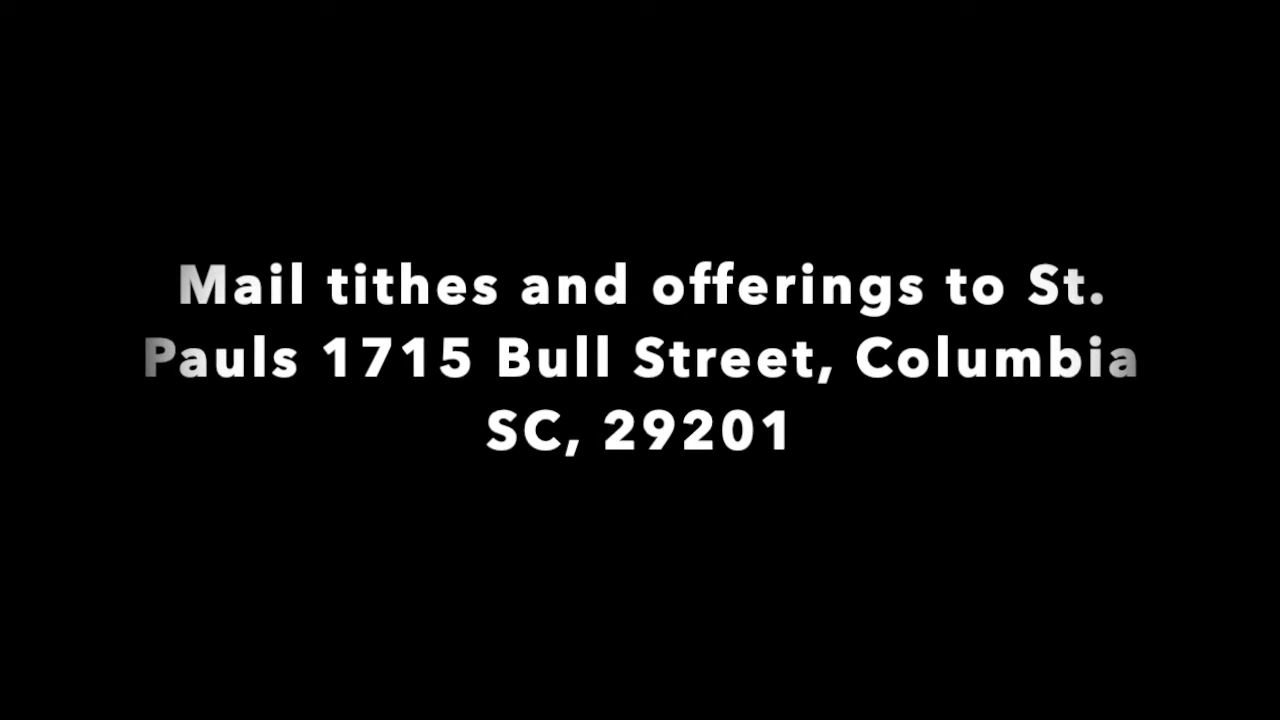 Mail tithes and offerings to St.
Pauls 1715 Bull Street, Columbia
SC, 29201